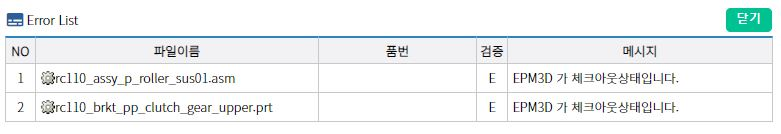 Error List
닫기
NO 파일이름 품번 검증 메시지
1 rc110_assy_p_roller_sus01.asm E EPM3D 가 체크아웃상태입니다.
2 rc110_brkt_pp_clutch_gear_upper.prt E EPM3D 가 체크아웃상태입니다.